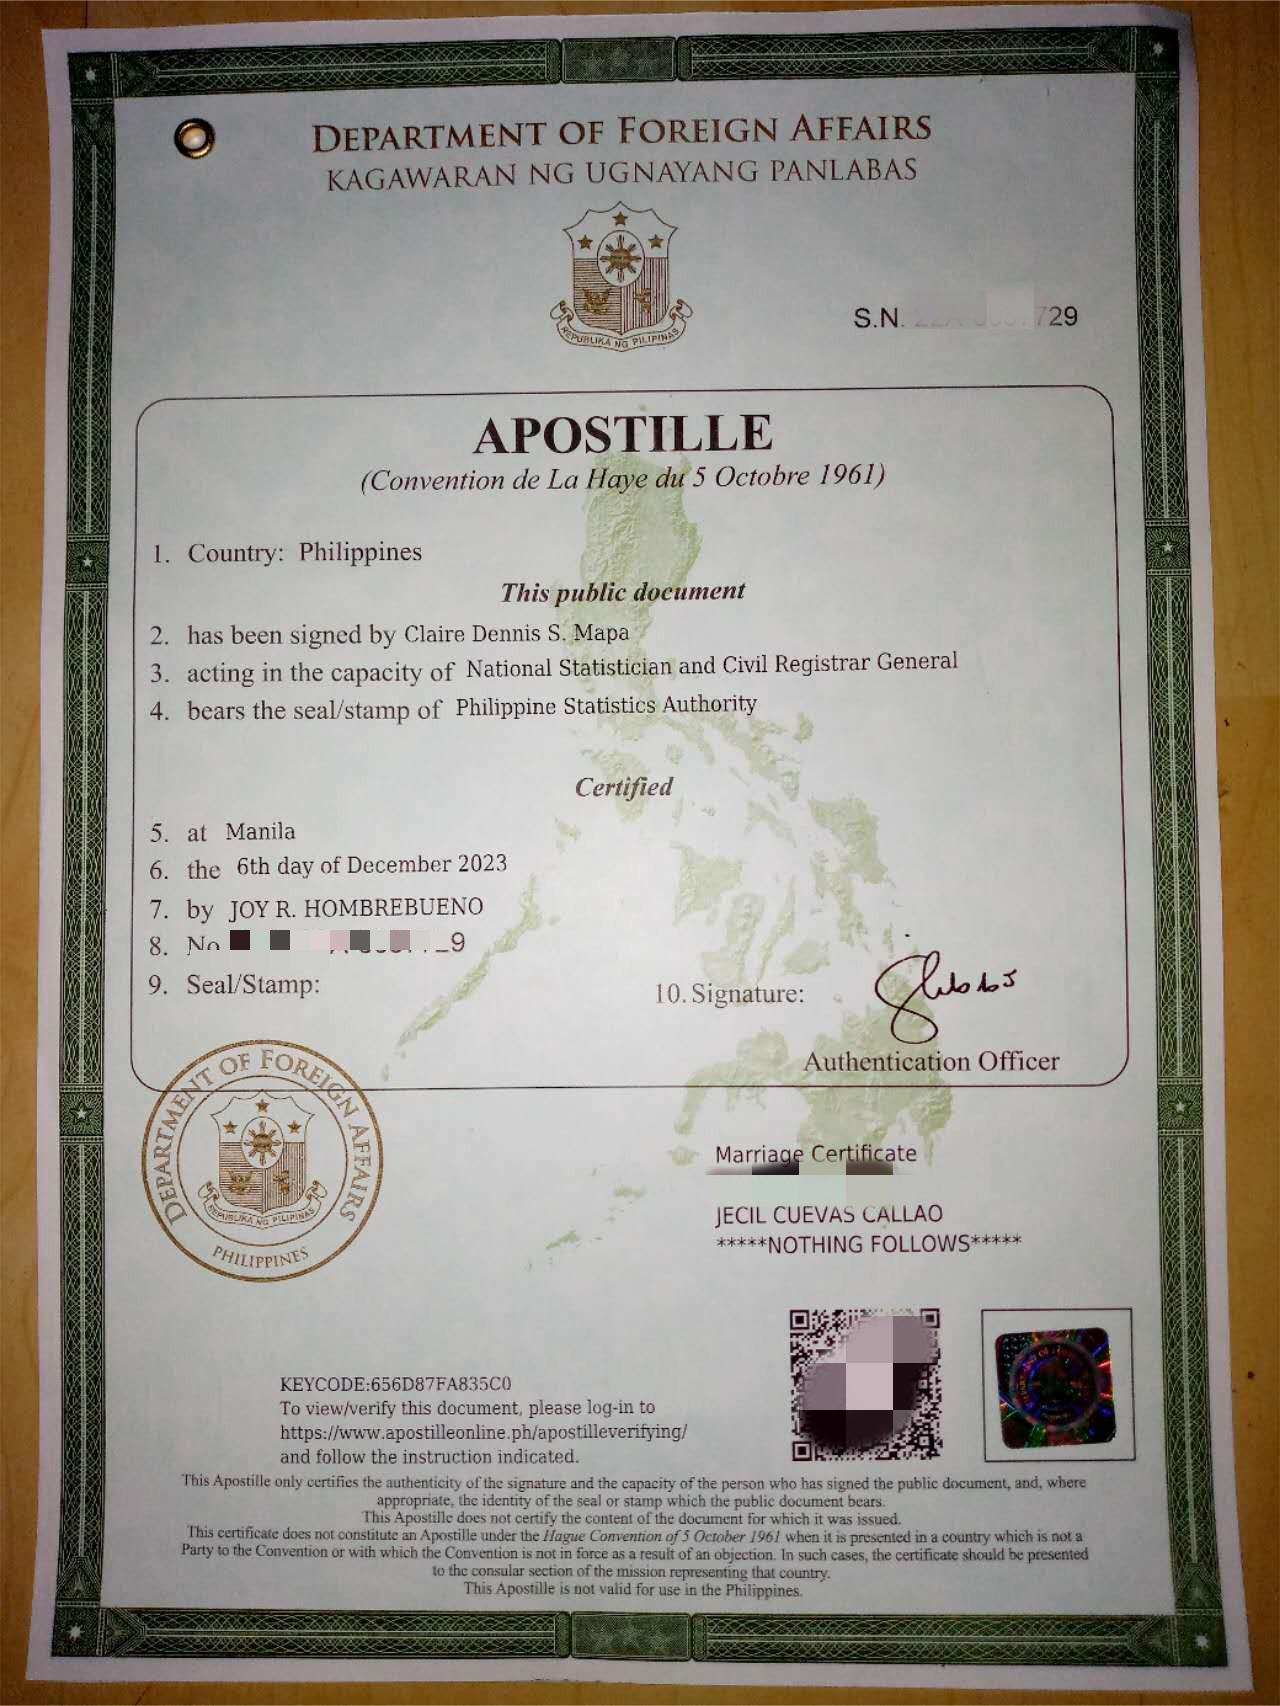 DEPARTMENT OF FOREIGN AFFAIRS
KAGAWARAN NG UGNAYANG PANLABAS
REPUBLIKA NG PILIPINAS
S.N. 729
APOSTILLE
(Convention de La Haye du 5 Octobre 1961)
1. Country: Philippines
This public document
2. has been signed by Claire Dennis S. Mapa
3. acting in the capacity of National Statistician and Civil Registrar General
4. bears the seal/stamp of Philippine Statistics Authority
Certified
5. at Manila
6. the 6th day of December 2023
7. by JOY R. HOMBREBUENO
8. No 9
9. Seal/Stamp:
10. Signature:
Authentication Officer
DEPARTMENT OF FOREIGN AFFAIRS
REPUBLIKA NG PILIPINAS
PHILIPPINES
Marriage Certificate
JECIL CUEVAS CALLAO
*****NOTHING FOLLOWS*****
KEYCODE:656D87FA835C0
To view/verify this document, please log-in to
https://www.apostilleonline.ph/apostilleverifying/
and follow the instruction indicated.
This Apostille only certifies the authenticity of the signature and the capacity of the person who has signed the public document, and, where
appropriate, the identity of the seal or stamp which the public document bears.
This Apostille does not certify the content of the document for which it was issued.
This certificate does not constitute an Apostille under the Hague Convention of 5 October 1961 when it is presented in a country which is not a
Party to the Convention or with which the Convention is not in force as a result of an objection. In such cases, the certificate should be presented
to the consular section of the mission representing that country.
This Apostille is not valid for use in the Philippines.